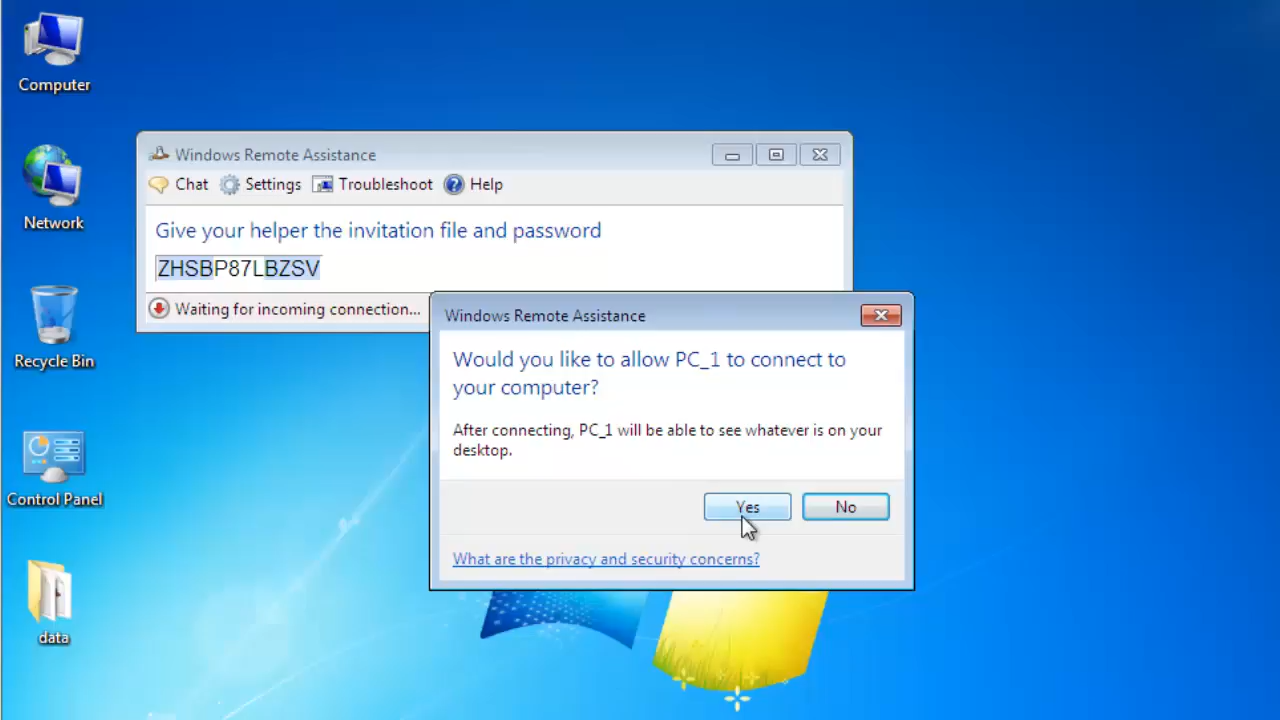 Computer
Network
Recycle Bin
Control Panel
data
Windows Remote Assistance
Chat Settings Troubleshoot Help
Give your helper the invitation file and password
ZHSBP87LBZSV
Waiting for incoming connection...
Windows Remote Assistance
Would you like to allow PC_1 to connect to
your computer?
After connecting, PC_1 will be able to see whatever is on your
desktop.
Yes No
What are the privacy and security concerns?